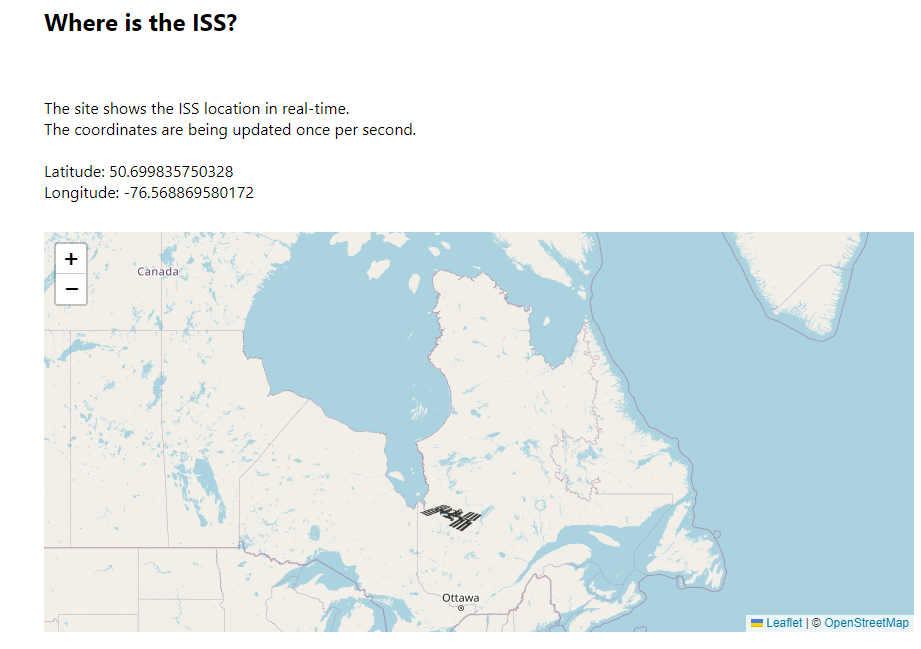 Where is the ISS?
The site shows the ISS location in real-time.
The coordinates are being updated once per second.
Latitude: 50.699835750328
Longitude: -76.568869580172
+
−
Canada
Ottawa
Leaflet | © OpenStreetMap